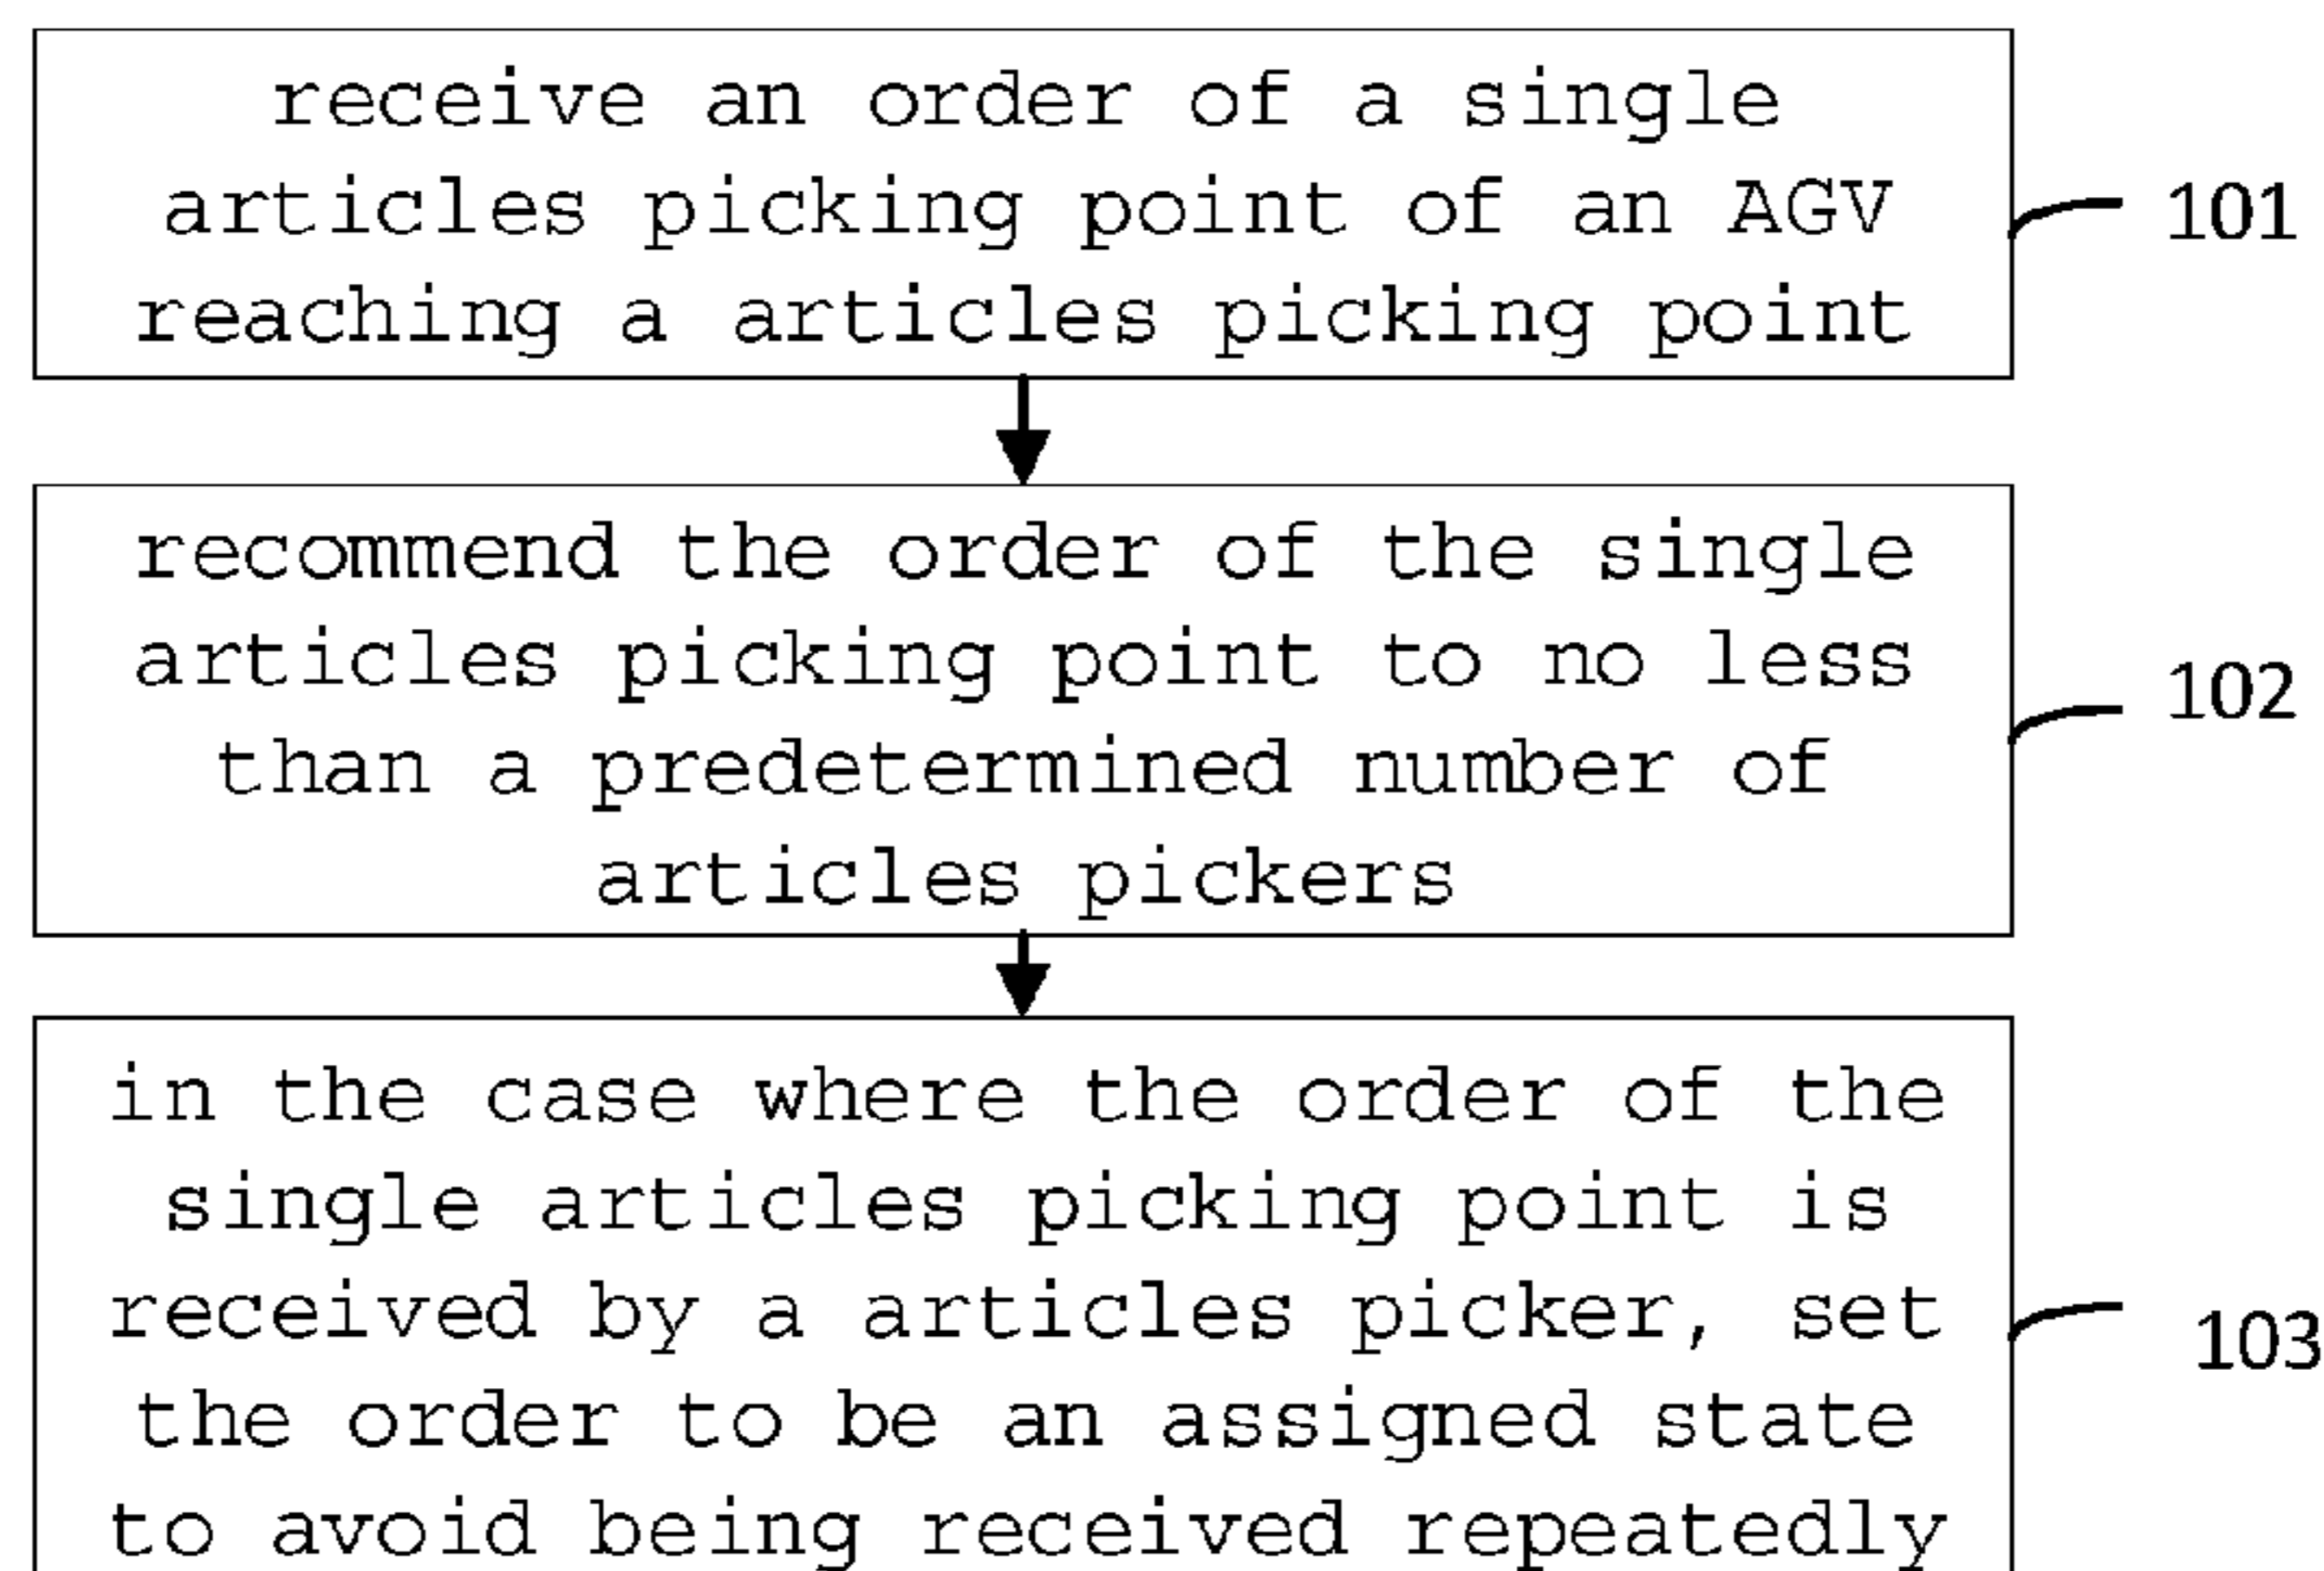 receive an order of a single
articles picking point of an AGV
reaching a articles picking point
101
recommend the order of the single
articles picking point to no less
than a predetermined number of
articles pickers
102
in the case where the order of the
single articles picking point is
received by a articles picker, set
the order to be an assigned state
to avoid being received repeatedly
103